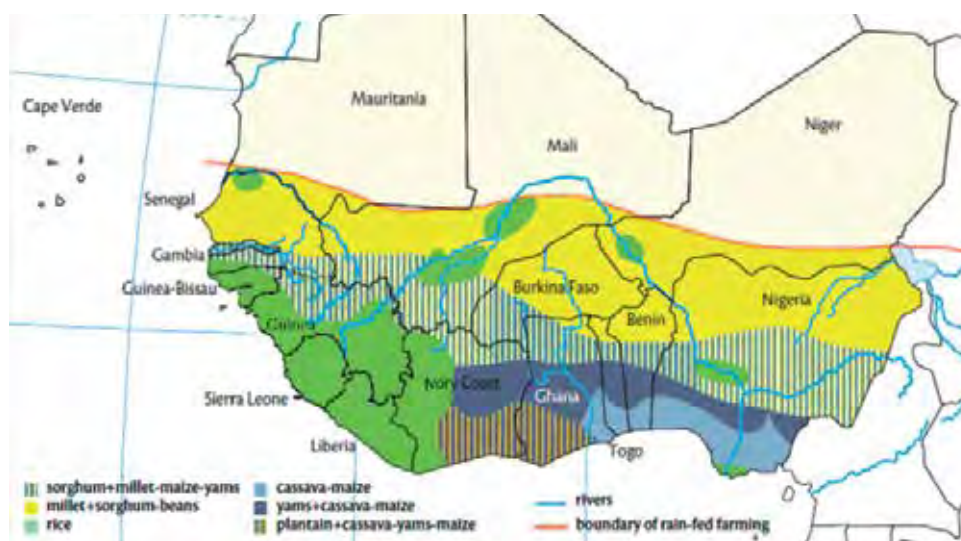 Mauritania
Cape Verde
Niger
Mali
Senegal
Gambia
Guinea-Bissau
Burkina Faso
Nigeria
Guinea
Benin
Ivory Coast
Ghana
Sierra Leone
Liberia
Togo
sorghum+millet-maize-yams
millet+sorghum-beans
rice
cassava-maize
yams+cassava-maize
plantain+cassava-yams-maize
rivers
boundary of rain-fed farming